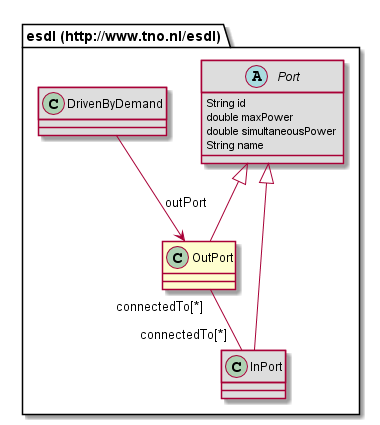 esdl (http://www.tno.nl/esdl)
A Port
String id
double maxPower
double simultaneousPower
String name
C DrivenByDemand
outPort
C OutPort
connectedTo[*]
connectedTo[*]
C InPort